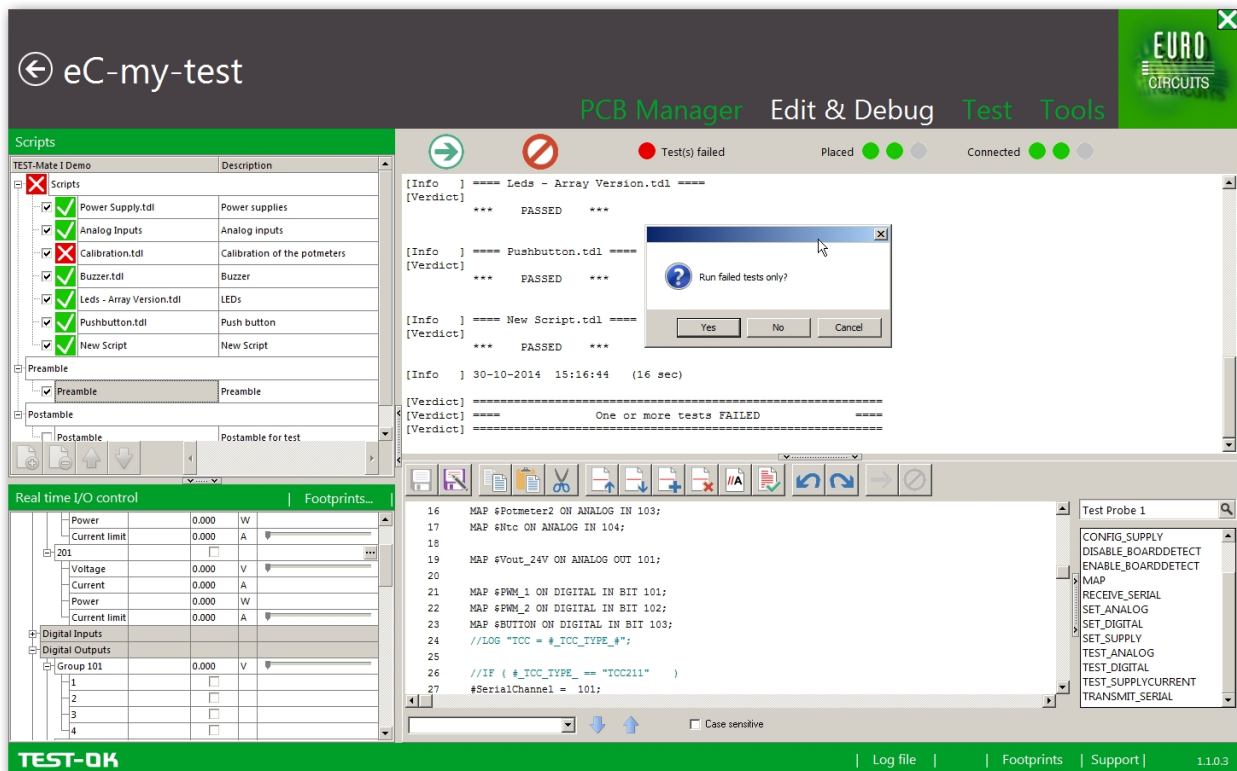 eC-my-test
EURO
CIRCUITS
PCB Manager Edit & Debug Test Tools
Scripts
TEST-Mate I Demo Description
Scripts
Power Supply.tdl Power supplies
Analog Inputs Analog inputs
Calibration.tdl Calibration of the potmeters
Buzzer.tdl Buzzer
Leds - Array Version.tdl LEDs
Pushbutton.tdl Push button
New Script New Script
Preamble
Preamble Preamble
Postamble
Postamble Postamble for test
Test(s) failed Placed Connected
[Info ] ==== Leds - Array Version.tdl ====
[Verdict]
*** PASSED ***
[Info ] ==== Pushbutton.tdl ====
[Verdict]
*** PASSED ***
[Info ] ==== New Script.tdl ====
[Verdict]
*** PASSED ***
[Info ] 30-10-2014 15:16:44 (16 sec)
[Verdict] ========================================================
[Verdict] ==== One or more tests FAILED ====
[Verdict] ========================================================
Run failed tests only?
Yes No Cancel
Real time I/O control | Footprints... |
Power 0.000 W
Current limit 0.000 A
201 ...
Voltage 0.000 V
Current 0.000 A
Power 0.000 W
Current limit 0.000 A
Digital Inputs
Digital Outputs
Group 101 0.000 V
1
2
3
4
//A
16 MAP $Potmeter2 ON ANALOG IN 103;
17 MAP $Ntc ON ANALOG IN 104;
18
19 MAP $Vout_24V ON ANALOG OUT 101;
20
21 MAP $PWM_1 ON DIGITAL IN BIT 101;
22 MAP $PWM_2 ON DIGITAL IN BIT 102;
23 MAP $BUTTON ON DIGITAL IN BIT 103;
24 //LOG "TCC = #_TCC_TYPE_#";
25
26 //IF ( #_TCC_TYPE_ == "TCC211" )
27 #SerialChannel = 101;
Case sensitive
Test Probe 1
CONFIG_SUPPLY
DISABLE_BOARDDETECT
ENABLE_BOARDDETECT
MAP
RECEIVE_SERIAL
SET_ANALOG
SET_DIGITAL
SET_SUPPLY
TEST_ANALOG
TEST_DIGITAL
TEST_SUPPLYCURRENT
TRANSMIT_SERIAL
TEST-OK | Log file | | Footprints | Support | 1.1.0.3